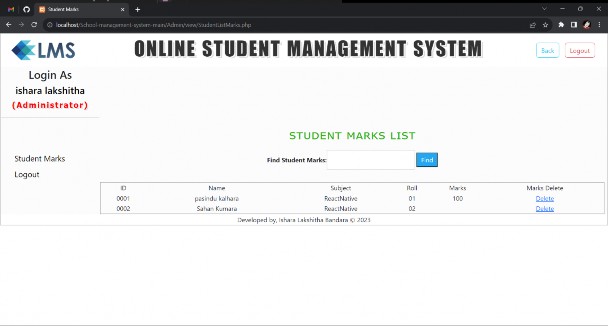 Student Marks
localhost/School-management-system-main/Admin/view/StudentListMarks.php
LMS
ONLINE STUDENT MANAGEMENT SYSTEM
Back
Logout
Login As
ishara lakshitha
(Administrator)
STUDENT MARKS LIST
Student Marks
Find Student Marks:
Find
Logout
ID Name Subject Roll Marks Marks Delete
0001 pasindu kalhara ReactNative 01 100 Delete
0002 Sahan Kumara ReactNative 02 Delete
Developed by, Ishara Lakshitha Bandara © 2023